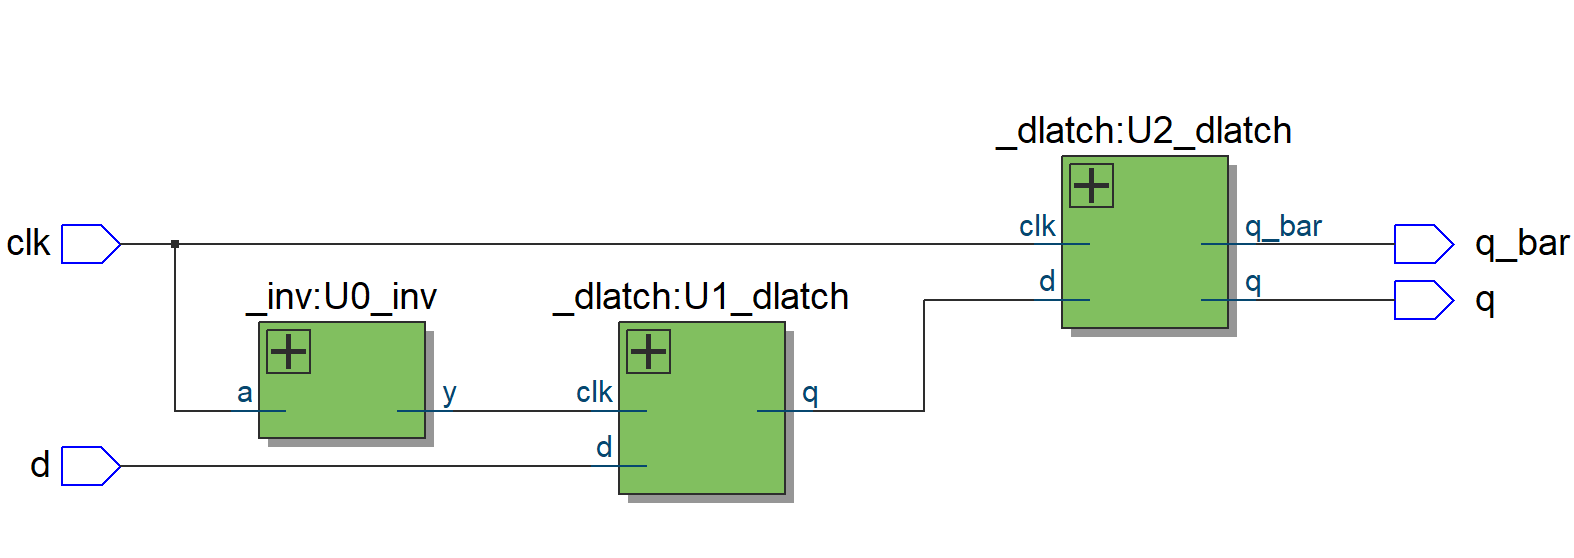 _dlatch:U2_dlatch
clk
clk
q_bar
q_bar
d
q
q
_inv:U0_inv
_dlatch:U1_dlatch
a
y
clk
q
d
d